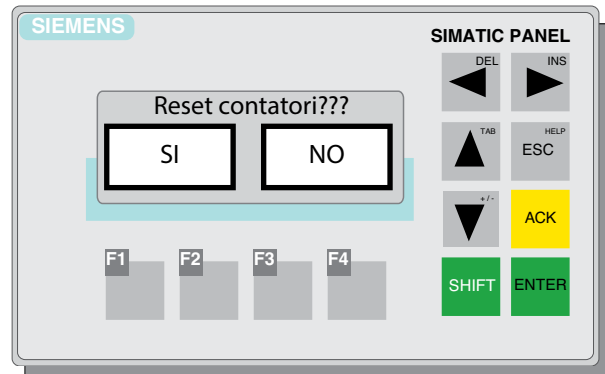 SIEMENS
SIMATIC PANEL
DEL
INS
Reset contatori???
SI
NO
TAB
HELP
ESC
+/-
ACK
F1
F2
F3
F4
SHIFT
ENTER